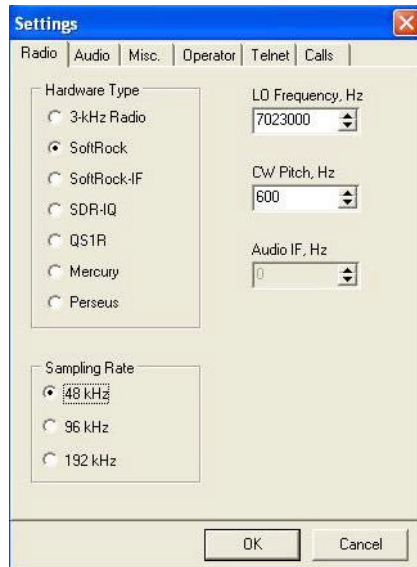 Settings
Radio
Audio
Misc.
Operator
Telnet
Calls
Hardware Type
3-kHz Radio
SoftRock
SoftRock-IF
SDR-IQ
QS1R
Mercury
Perseus
LO Frequency, Hz
7023000
CW Pitch, Hz
600
Audio IF, Hz
0
Sampling Rate
48 kHz
96 kHz
192 kHz
OK
Cancel